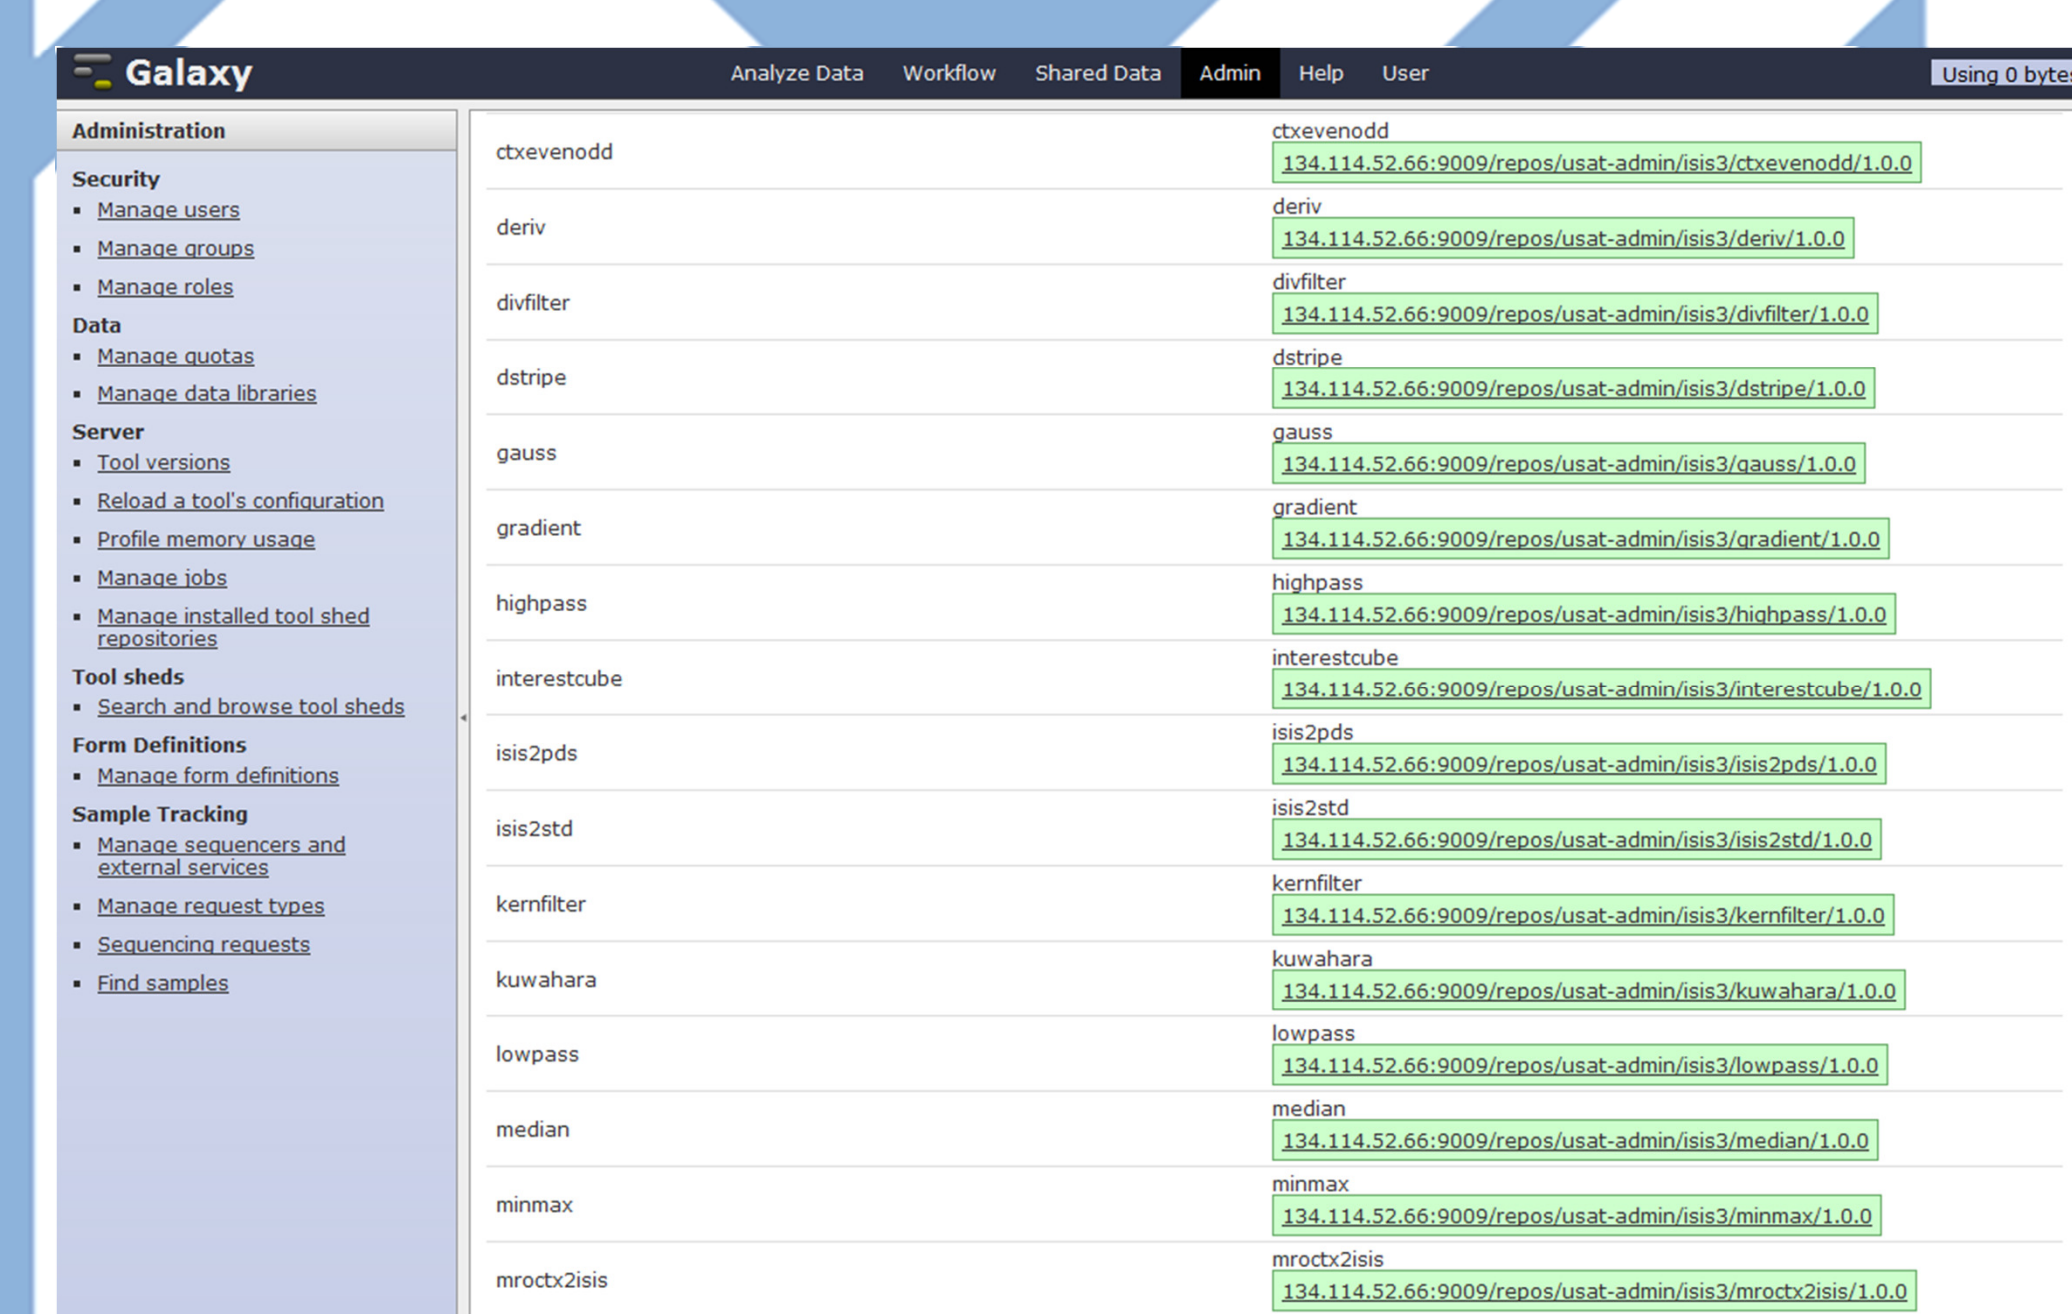 Galaxy
Analyze Data Workflow Shared Data Admin Help User
Using 0 bytes
Administration
Security
Manage users
Manage groups
Manage roles
Data
Manage quotas
Manage data libraries
Server
Tool versions
Reload a tool's configuration
Profile memory usage
Manage jobs
Manage installed tool shed
repositories
Tool sheds
Search and browse tool sheds
Form Definitions
Manage form definitions
Sample Tracking
Manage sequencers and
external services
Manage request types
Sequencing requests
Find samples
ctxevenodd
ctxevenodd
134.114.52.66:9009/repos/usat-admin/isis3/ctxevenodd/1.0.0
deriv
deriv
134.114.52.66:9009/repos/usat-admin/isis3/deriv/1.0.0
divfilter
divfilter
134.114.52.66:9009/repos/usat-admin/isis3/divfilter/1.0.0
dstripe
dstripe
134.114.52.66:9009/repos/usat-admin/isis3/dstripe/1.0.0
gauss
gauss
134.114.52.66:9009/repos/usat-admin/isis3/gauss/1.0.0
gradient
gradient
134.114.52.66:9009/repos/usat-admin/isis3/gradient/1.0.0
highpass
highpass
134.114.52.66:9009/repos/usat-admin/isis3/highpass/1.0.0
interestcube
interestcube
134.114.52.66:9009/repos/usat-admin/isis3/interestcube/1.0.0
isis2pds
isis2pds
134.114.52.66:9009/repos/usat-admin/isis3/isis2pds/1.0.0
isis2std
isis2std
134.114.52.66:9009/repos/usat-admin/isis3/isis2std/1.0.0
kernfilter
kernfilter
134.114.52.66:9009/repos/usat-admin/isis3/kernfilter/1.0.0
kuwahara
kuwahara
134.114.52.66:9009/repos/usat-admin/isis3/kuwahara/1.0.0
lowpass
lowpass
134.114.52.66:9009/repos/usat-admin/isis3/lowpass/1.0.0
median
median
134.114.52.66:9009/repos/usat-admin/isis3/median/1.0.0
minmax
minmax
134.114.52.66:9009/repos/usat-admin/isis3/minmax/1.0.0
mroctx2isis
mroctx2isis
134.114.52.66:9009/repos/usat-admin/isis3/mroctx2isis/1.0.0